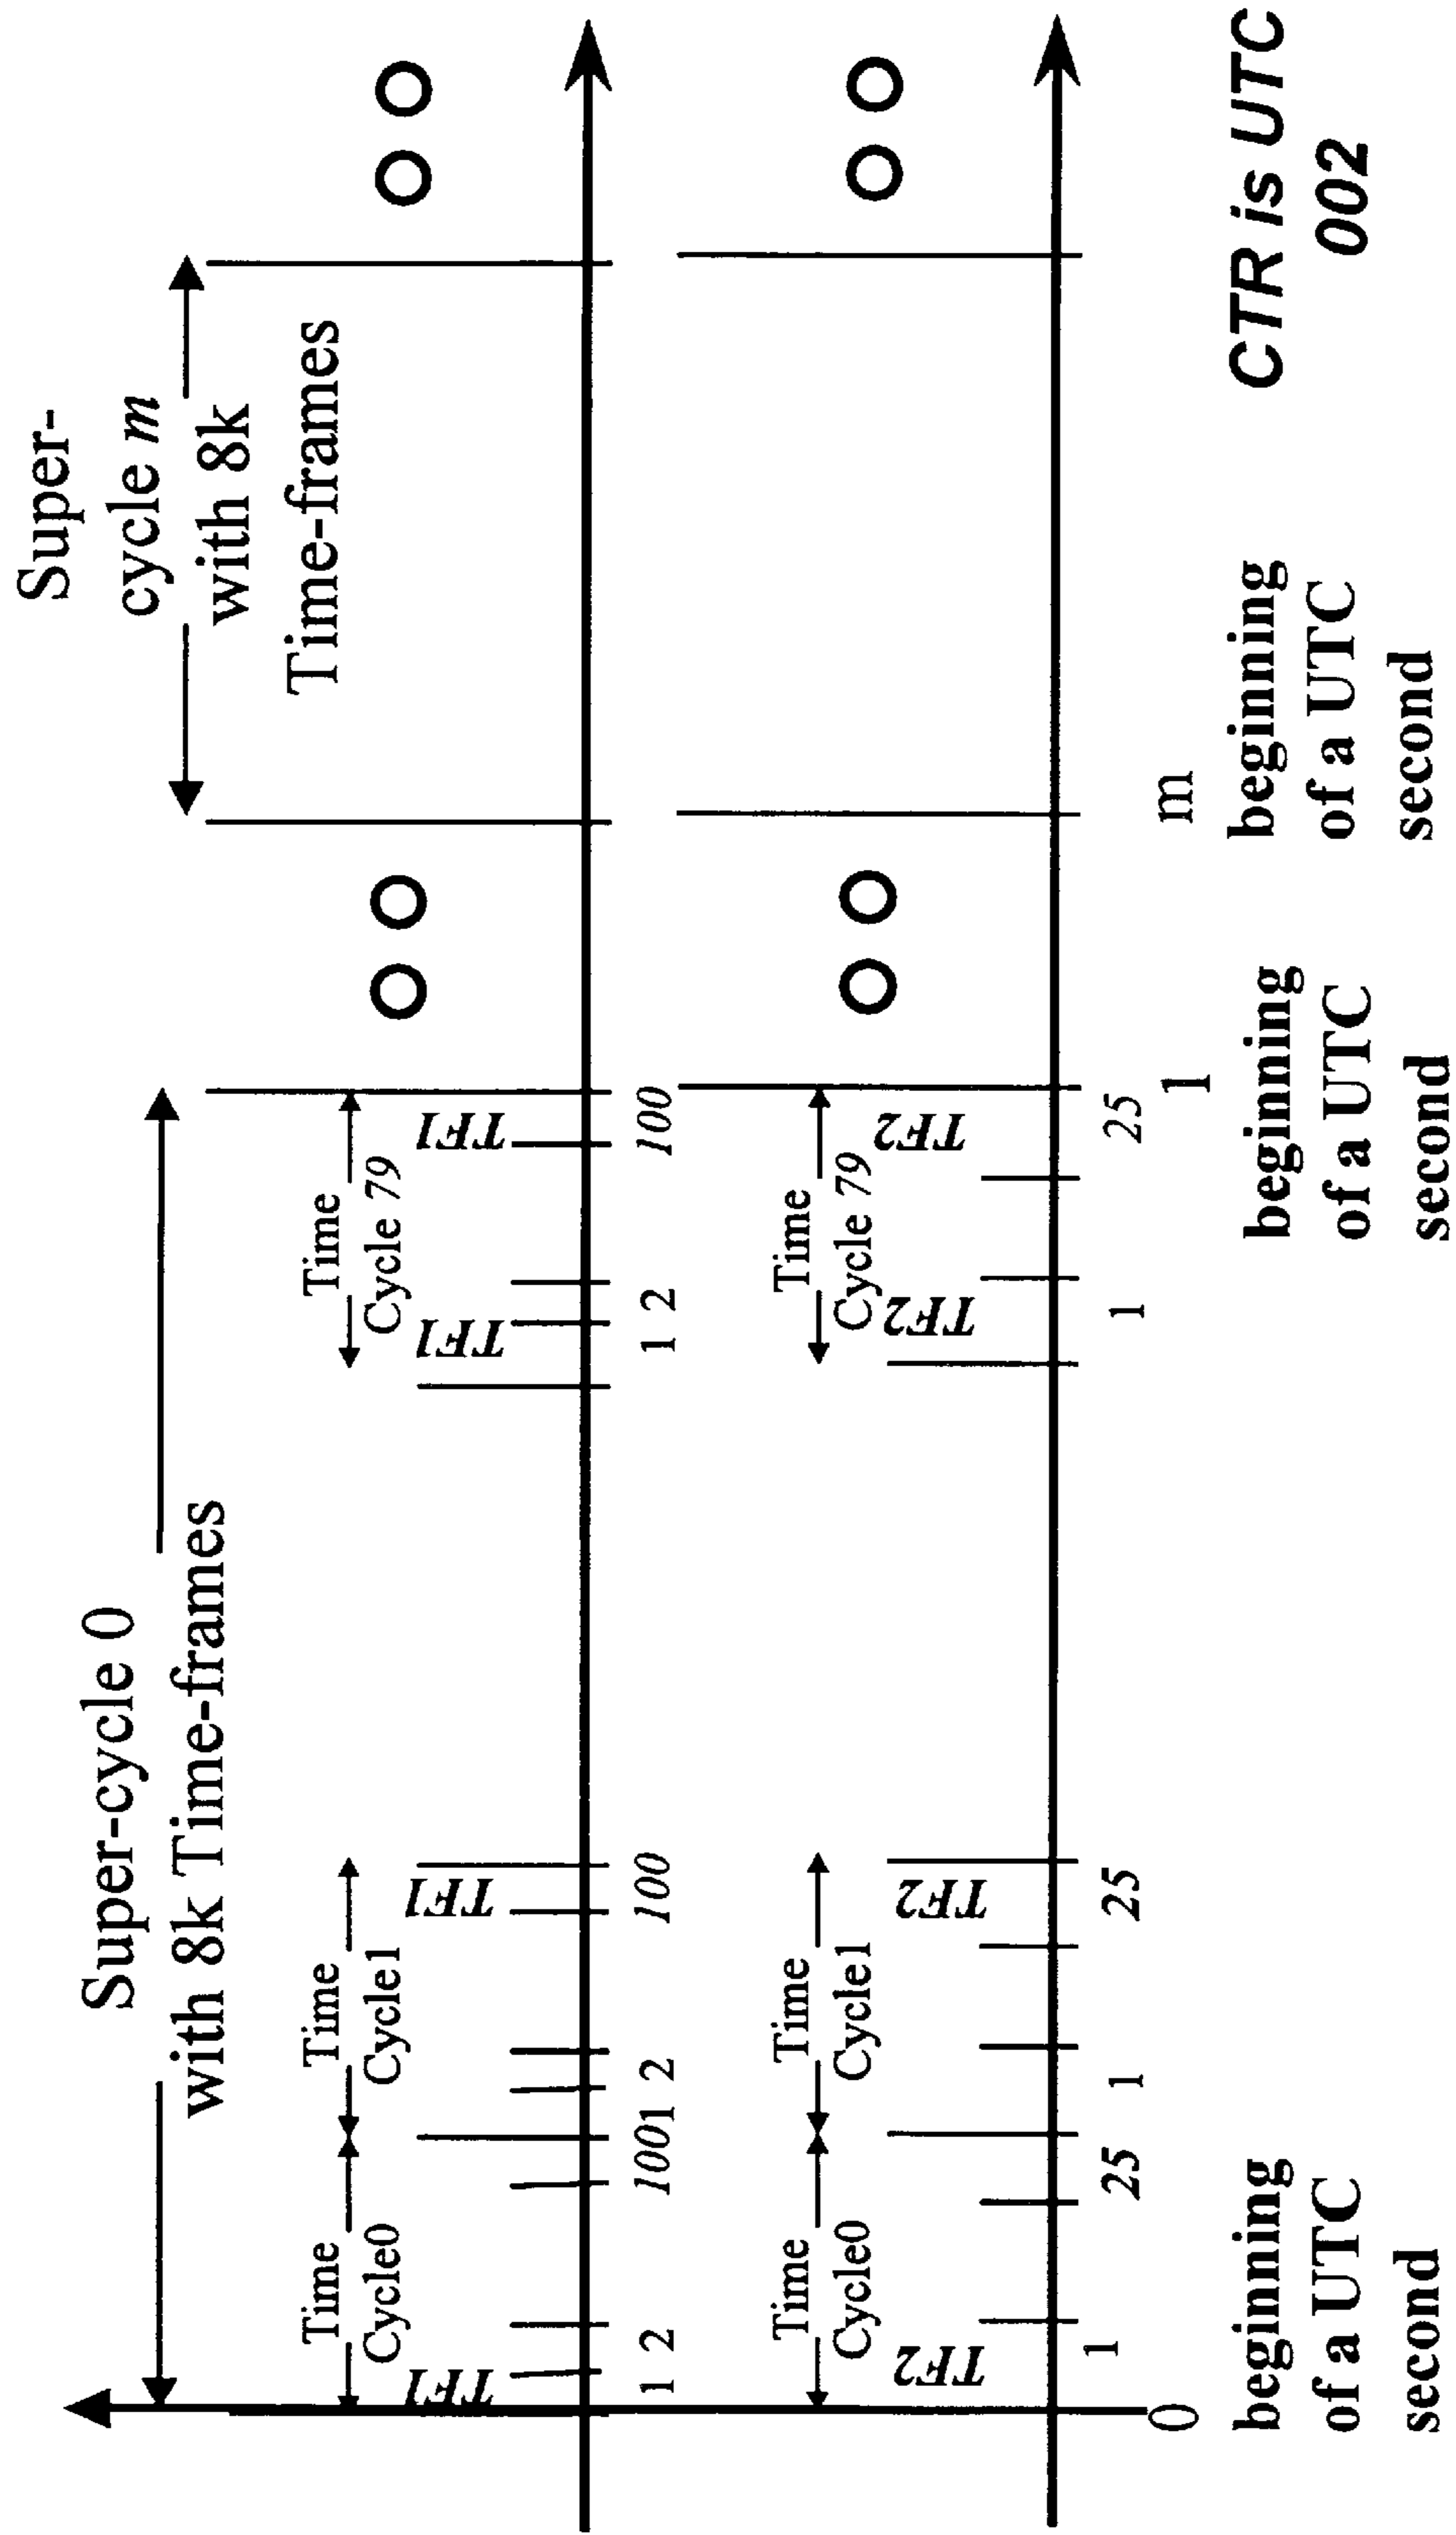 Super-cycle 0
with 8k Time-frames
Super-
cycle m
with 8k
Time-frames
Time
Cycle0
Time
Cycle1
Time
Cycle 79
TF1
TF1
TF1
TF1
1 2
1001 2
100
1 2
100
Time
Cycle0
Time
Cycle1
Time
Cycle 79
TF2
TF2
TF2
TF2
1
25
1
25
1
25
0
1
m
beginning
of a UTC
second
beginning
of a UTC
second
beginning
of a UTC
second
CTR is UTC
002